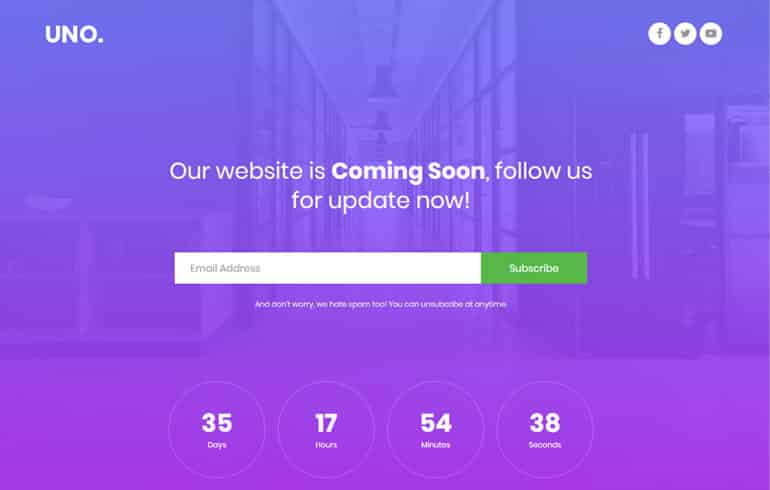 UNO.
Our website is Coming Soon, follow us
for update now!
Email Address
Subscribe
And don't worry, we hate spam too! You can unsubcribe at anytime.
35
Days
17
Hours
54
Minutes
38
Seconds